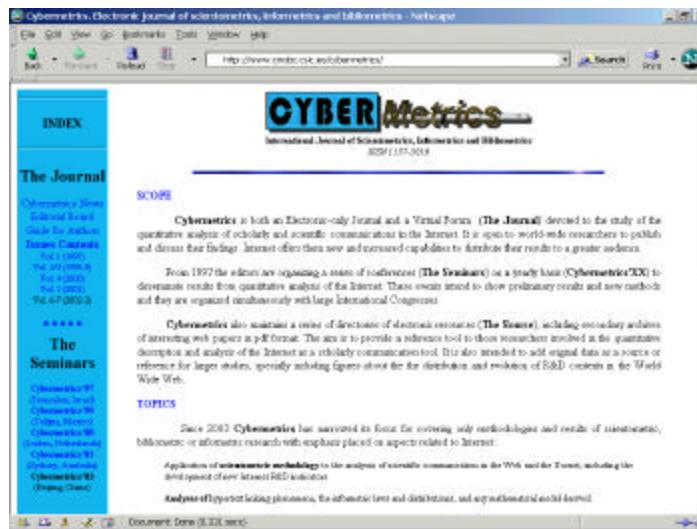 Cybermetrics. Electronic journal of scientometrics, informetrics and bibliometrics - Netscape
File Edit View Go Bookmarks Tools Window Help
Back Forward Reload Stop
http://www.cindoc.csic.es/cybermetrics/
Search Print
INDEX
The Journal
Cybermetrics News
Editorial Board
Guide for Authors
Issues Contents
Vol. 1 (1997)
Vol. 2/3 (1998/9)
Vol. 4 (2000)
Vol. 5 (2001)
Vol. 6-7 (2002-3)
*****
The
Seminars
Cybermetrics'97
(Jerusalem, Israel)
Cybermetrics'99
(Colima, Mexico)
Cybermetrics'00
(Leiden, Netherlands)
Cybermetrics'01
(Sydney, Australia)
Cybermetrics'03
(Beijing China)
CYBERMetrics
International Journal of Scientometrics, Informetrics and Bibliometrics
ISSN 1137-5019
SCOPE
Cybermetrics is both an Electronic-only Journal and a Virtual Forum (The Journal) devoted to the study of the
quantitative analysis of scholarly and scientific communications in the Internet. It is open to world-wide researchers to publish
and discuss their findings. Internet offers them new and increased capabilities to distribute their results to a greater audience.
From 1997 the editors are organizing a series of conferences (The Seminars) on a yearly basis (Cybermetrics'XX) to
disseminate results from quantitative analysis of the Internet. These events intend to show preliminary results and new methods
and they are organized simultaneously with large International Congresses.
Cybermetrics also maintains a series of directories of electronic resources (The Source), including secondary archives
of interesting web papers in pdf format. The aim is to provide a reference tool to those researchers involved in the quantitative
description and analysis of the Internet as a scholarly communication tool. It is also intended to add original data as a source or
reference for larger studies, specially including figures about the the distribution and evolution of R&D contents in the World
Wide Web.
TOPICS
Since 2003 Cybermetrics has narrowed its focus for covering only methodologies and results of scientometric,
bibliometric or informetric research with emphasis placed on aspects related to Internet:
Application of scientometric methodology to the analysis of scientific communication in the Web and the Usenet, including the
development of new internet R&D indicators.
Analyses of hypertext linking phenomena, the informetric laws and distributions, and any mathematical model derived.
Document: Done (0.331 secs)